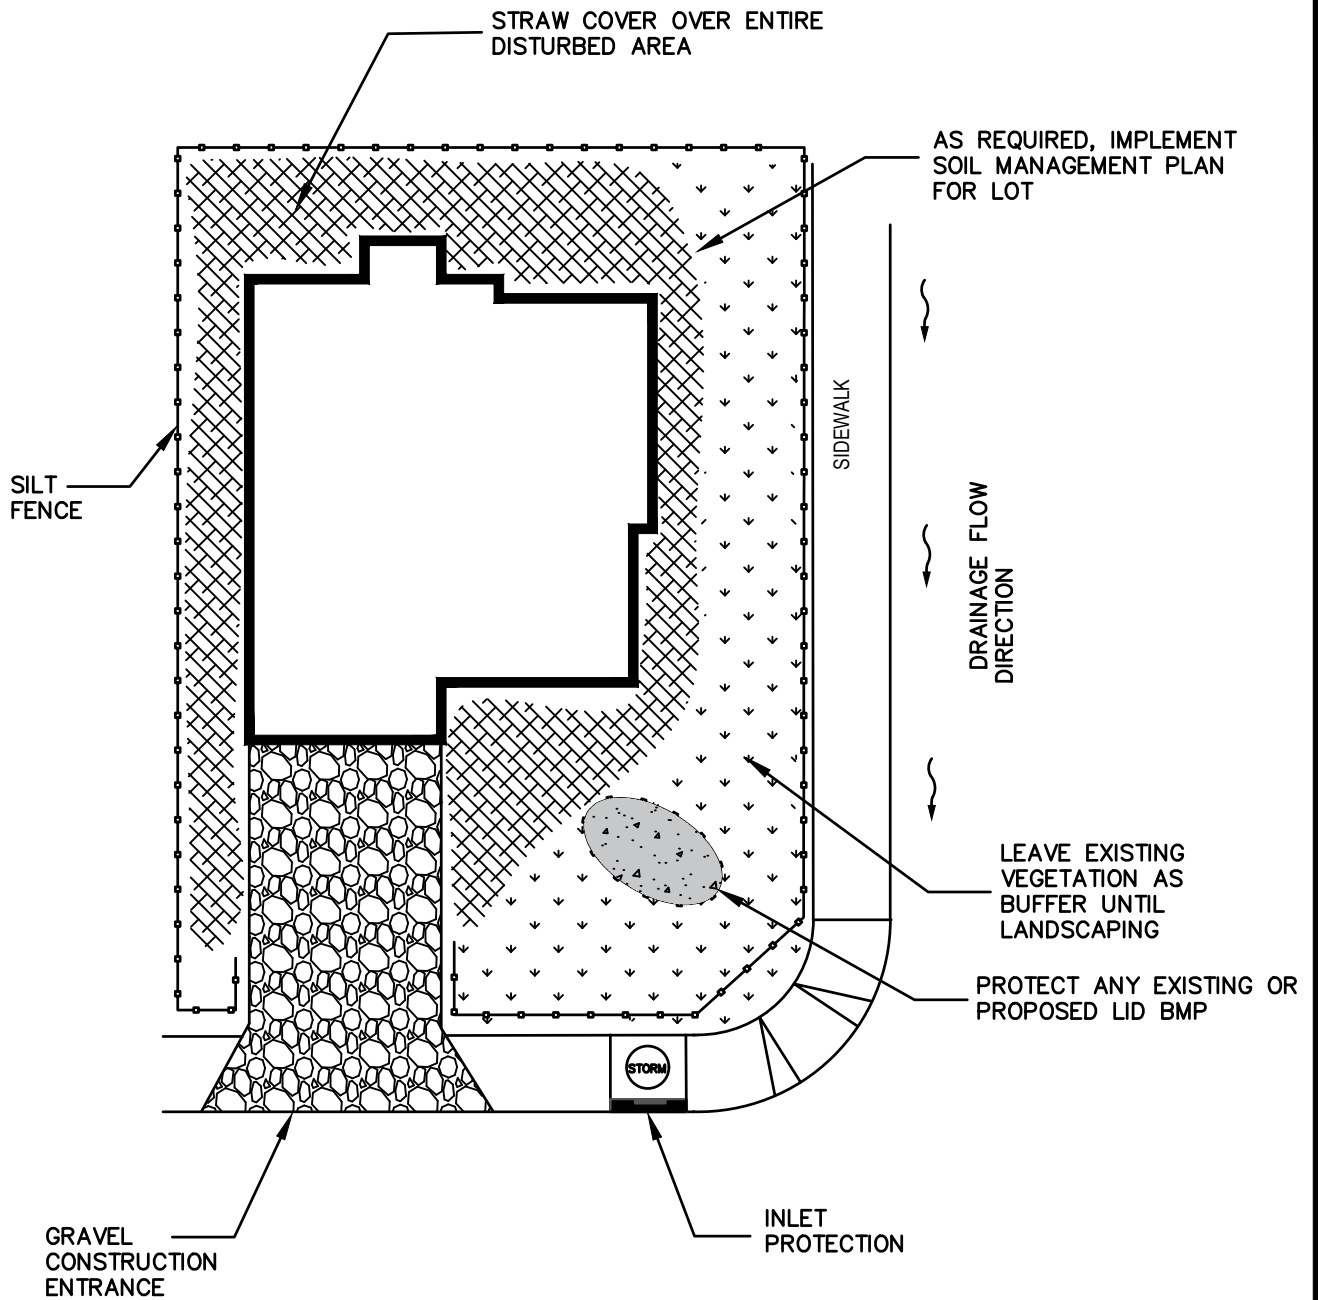 STRAW COVER OVER ENTIRE
DISTURBED AREA
AS REQUIRED, IMPLEMENT
SOIL MANAGEMENT PLAN
FOR LOT
SIDEWALK
SILT
FENCE
DRAINAGE FLOW
DIRECTION
LEAVE EXISTING
VEGETATION AS
BUFFER UNTIL
LANDSCAPING
PROTECT ANY EXISTING OR
PROPOSED LID BMP
STORM
INLET
PROTECTION
GRAVEL
CONSTRUCTION
ENTRANCE